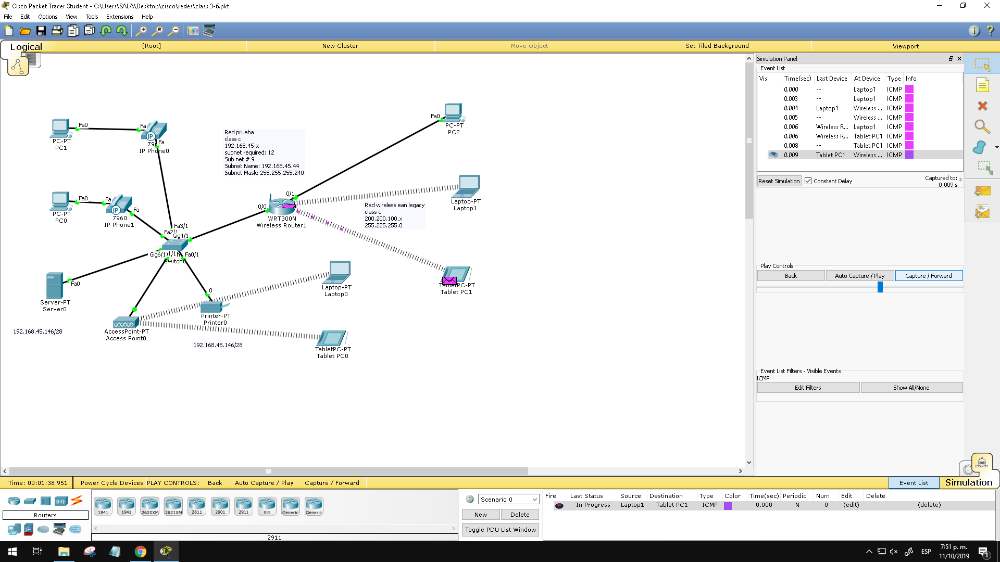 Cisco Packet Tracer Student - C:\Users\SALA\Desktop\cisco\redes\class 3-6.pkt
File Edit Options View Tools Extensions Help
Logical [Root] New Cluster Move Object Set Tiled Background Viewport
Fa0
PC-PT
PC1
Fa
Fa
IP
IP Phone0
Fa0
PC-PT
PC0
Fa
Fa
IP
7960
IP Phone1
Red prueba
class c
192.168.45.x
subnet required: 12
Sub net # 9
Subnet Name: 192.168.45.44
Subnet Mask: 255.255.255.240
Fa0
PC-PT
PC2
0/1
0/0
WRT300N
Wireless Router1
Laptop-PT
Laptop1
Red wireless ean legacy
class c
200.200.100.x
255.225.255.0
Fa3/1
Gig4/1
Gig6/1
Fa0/1
Switch0
Fa0
Server-PT
Server0
192.168.45.146/28
AccessPoint-PT
Access Point0
0
Printer-PT
Printer0
192.168.45.146/28
Laptop-PT
Laptop0
TabletPC-PT
Tablet PC0
TabletPC-PT
Tablet PC1
Simulation Panel
Event List
Vis. Time(sec) Last Device At Device Type Info
0.000 -- Laptop1 ICMP
0.003 -- Laptop1 ICMP
0.004 Laptop1 Wireless ... ICMP
0.005 -- Wireless ... ICMP
0.006 Wireless R... Laptop1 ICMP
0.006 Wireless R... Tablet PC1 ICMP
0.008 -- Tablet PC1 ICMP
0.009 Tablet PC1 Wireless ... ICMP
Reset Simulation Constant Delay Captured to:
0.009 s
Play Controls
Back Auto Capture / Play Capture / Forward
Event List Filters - Visible Events
ICMP
Edit Filters Show All/None
Time: 00:01:38.951 Power Cycle Devices PLAY CONTROLS: Back Auto Capture / Play Capture / Forward Event List Simulation
Routers
1841 1941 2620XM 2621XM 2811 2901 2911 819 Generic Generic
2911
Scenario 0
New Delete
Toggle PDU List Window
Fire Last Status Source Destination Type Color Time(sec) Periodic Num Edit Delete
In Progress Laptop1 Tablet PC1 ICMP 0.000 N 0 (edit) (delete)
ESP
7:51 p. m.
11/10/2019
1